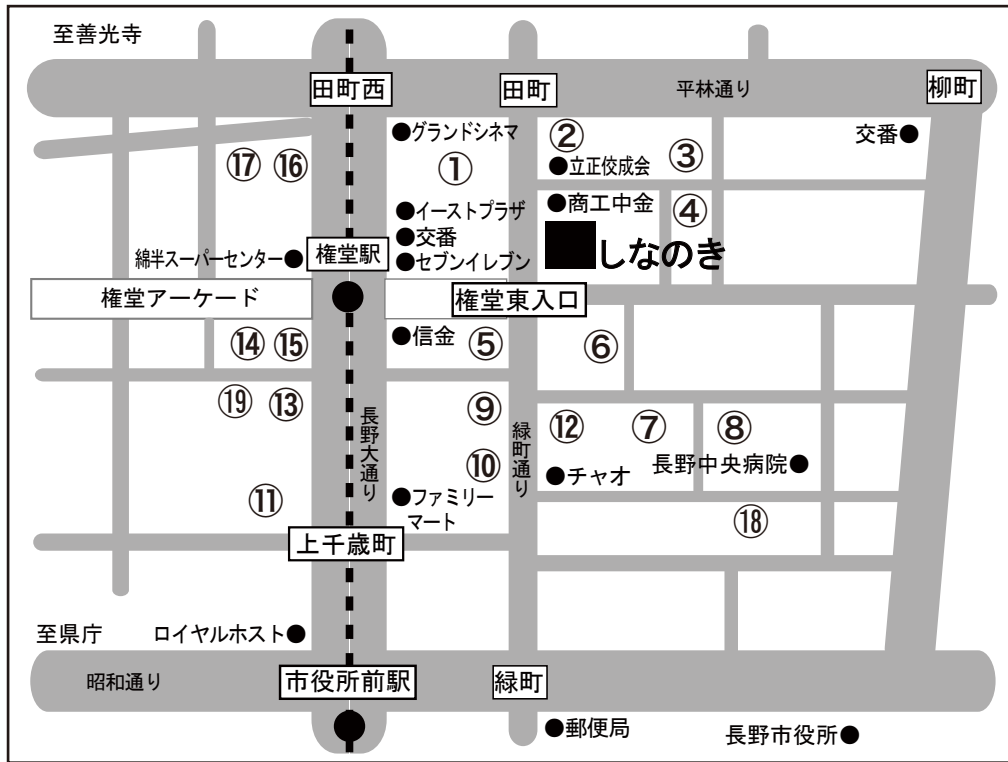 至善光寺
田町西
田町
平林通り
柳町
●グランドシネマ
②
交番●
⑰
⑯
①
●立正佼成会
③
●イーストプラザ
●商工中金
④
●交番
綿半スーパーセンター●
権堂駅
●セブンイレブン
しなのき
権堂アーケード
権堂東入口
⑭
⑮
●信金
⑤
⑥
⑲
⑬
長野大通り
⑨
緑町通り
⑫
⑦
⑧
⑩
●チャオ
長野中央病院●
⑪
●ファミリー
マート
⑱
上千歳町
至県庁
ロイヤルホスト●
昭和通り
市役所前駅
緑町
●郵便局
長野市役所●